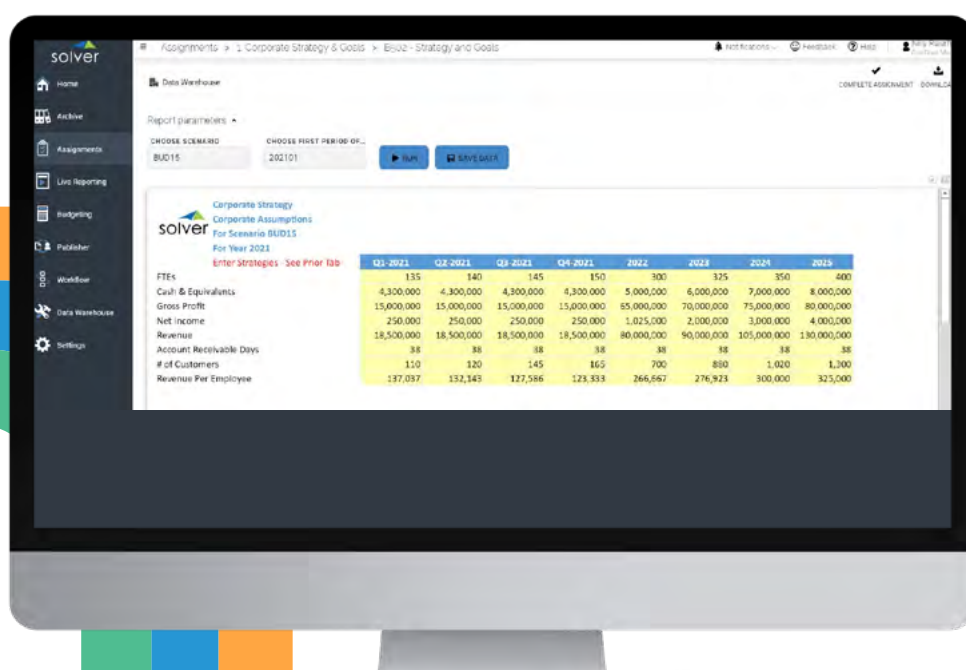 solver
Assignments > 1 Corporate Strategy & Goals > - Strategy and Goals
Notifications Feedback Help
Home
Data Warehouse
COMPLETE ASSIGNMENT
Archive
Report parameters
CHOOSE SCENARIO CHOOSE FIRST PERIOD OF...
BUD15 202101 RUN SAVE DATA
Assignments
Live Reporting
Budgeting
Publisher
Workflow
Data Warehouse
Settings
solver
Corporate Strategy
Corporate Assumptions
For Scenario BUD15
For Year 2021
Enter Strategies - See Prior Tab Q1-2021 Q2-2021 Q3-2021 Q4-2021 2022 2023 2024 2025
FTEs 135 140 145 150 300 325 350 400
Cash & Equivalents 4,300,000 4,300,000 4,300,000 4,300,000 5,000,000 6,000,000 7,000,000 8,000,000
Gross Profit 15,000,000 15,000,000 15,000,000 15,000,000 65,000,000 70,000,000 75,000,000 80,000,000
Net Income 250,000 250,000 250,000 250,000 1,025,000 2,000,000 3,000,000 4,000,000
Revenue 18,500,000 18,500,000 18,500,000 18,500,000 80,000,000 90,000,000 105,000,000 130,000,000
Account Receivable Days 38 38 38 38 38 38 38 38
# of Customers 110 120 145 165 700 880 1,020 1,300
Revenue Per Employee 137,037 132,143 127,586 123,333 266,667 276,923 300,000 325,000